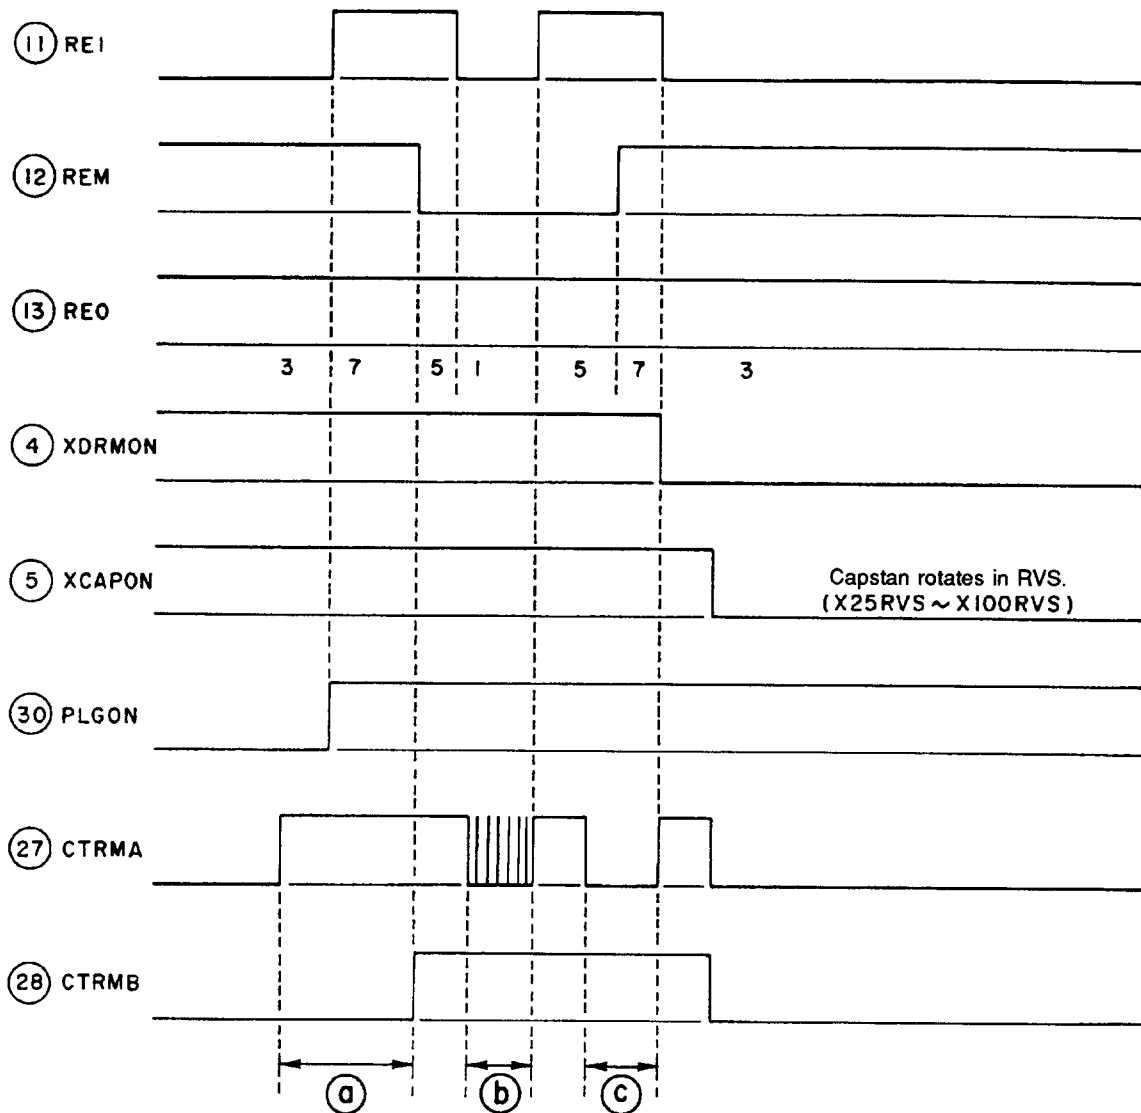 11 REI
12 REM
13 REO
3 7 5 1 5 7 3
4 XDRMON
5 XCAPON
Capstan rotates in RVS.
(X25RVS ~ X100RVS)
30 PLGON
27 CTRMA
28 CTRMB
a b c